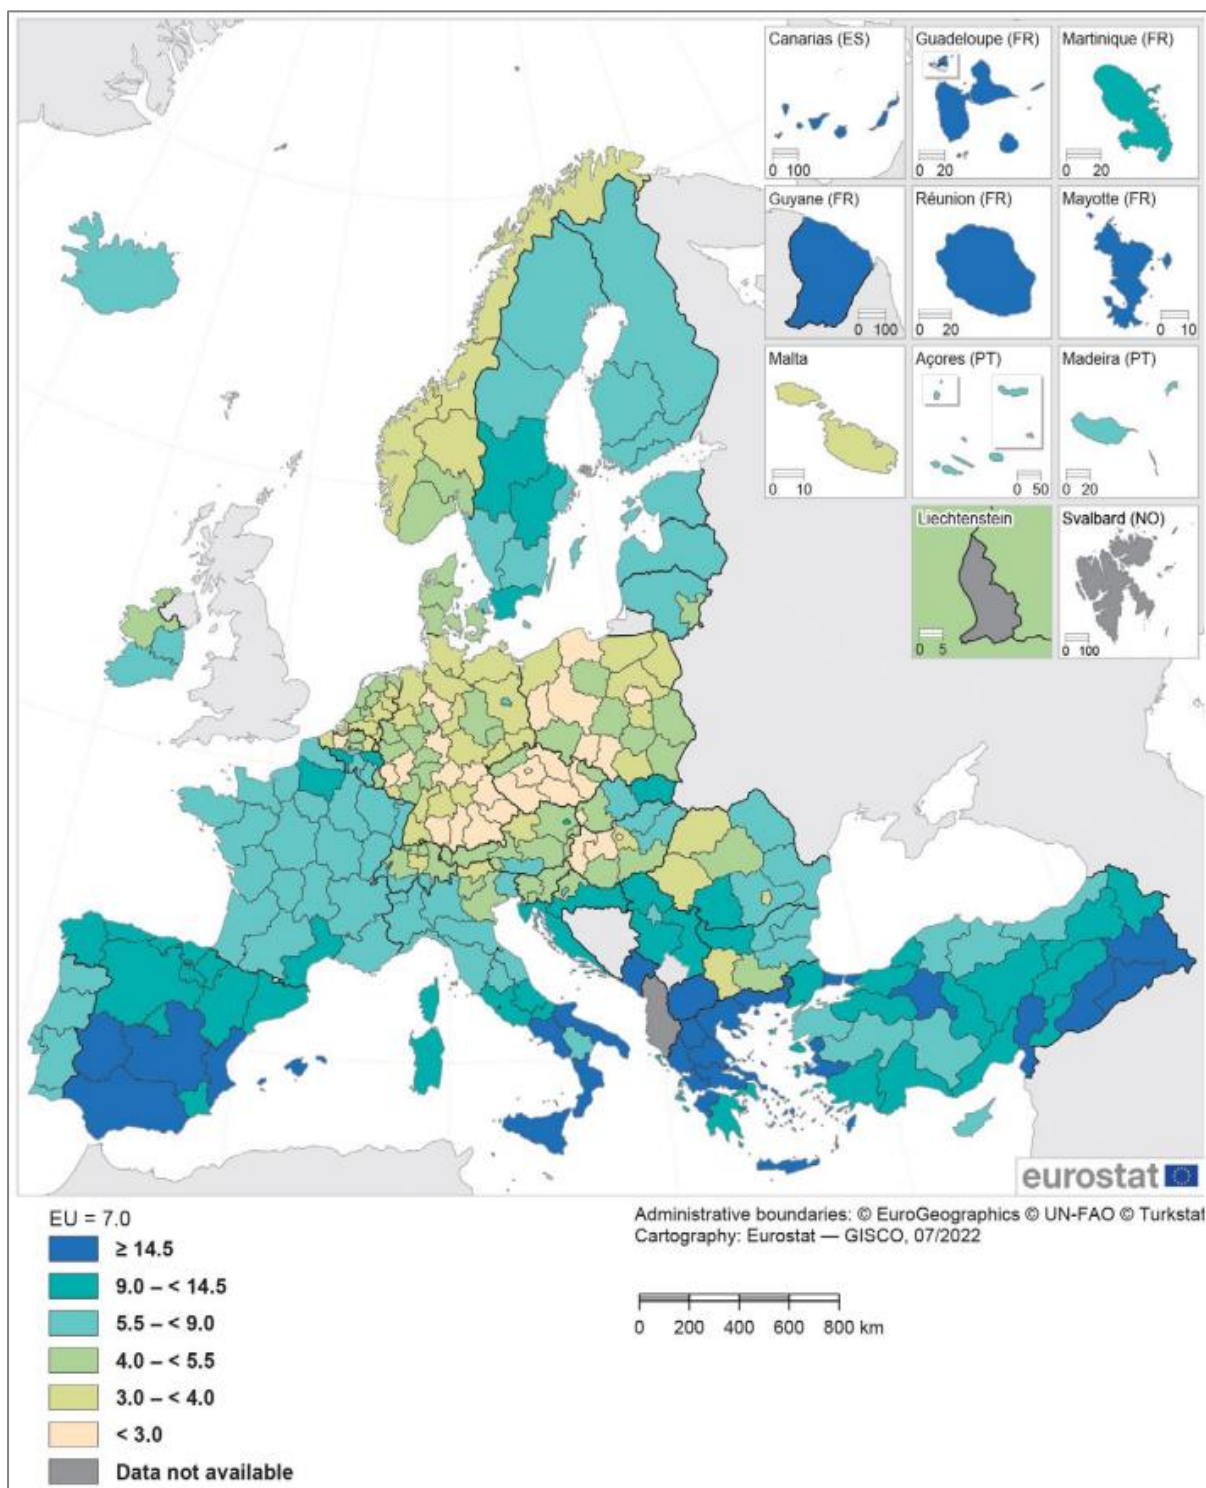 Canarias (ES)
0 100
Guadeloupe (FR)
0 20
Martinique (FR)
0 20
Guyane (FR)
0 100
Réunion (FR)
0 20
Mayotte (FR)
0 10
Malta
0 10
Açores (PT)
0 50
Madeira (PT)
0 20
Liechtenstein
0 5
Svalbard (NO)
0 100
eurostat
EU = 7.0
≥ 14.5
9.0 – < 14.5
5.5 – < 9.0
4.0 – < 5.5
3.0 – < 4.0
< 3.0
Data not available
Administrative boundaries: © EuroGeographics © UN-FAO © Turkstat
Cartography: Eurostat — GISCO, 07/2022
0 200 400 600 800 km